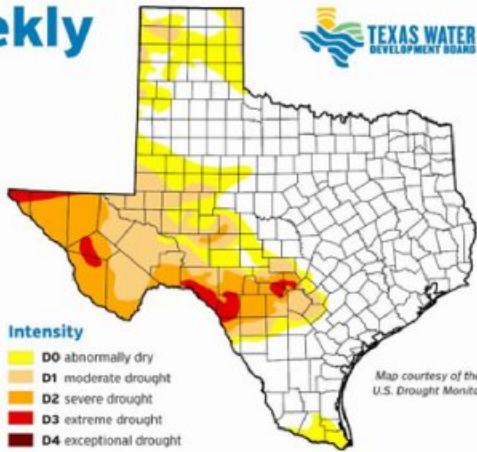 ekly
TEXAS WATER
DEVELOPMENT BOARD
Intensity
D0 abnormally dry
D1 moderate drought
D2 severe drought
D3 extreme drought
D4 exceptional drought
Map courtesy of the
U.S. Drought Monito